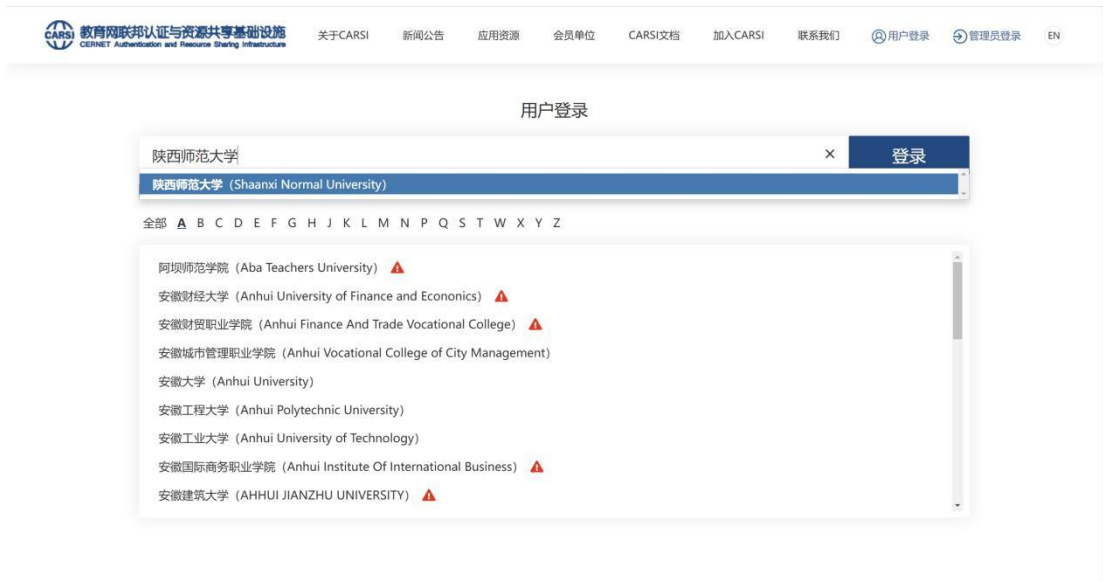 CARSI 教育网联邦认证与资源共享基础设施
CERNET Authentication and Resource Sharing Infrastructure
关于CARSI 新闻公告 应用资源 会员单位 CARSI文档 加入CARSI 联系我们 用户登录 管理员登录 EN
用户登录
陕西师范大学 × 登录
陕西师范大学（Shaanxi Normal University）
全部 A B C D E F G H J K L M N P Q S T W X Y Z
阿坝师范学院（Aba Teachers University）
安徽财经大学（Anhui University of Finance and Econonics）
安徽财贸职业学院（Anhui Finance And Trade Vocational College）
安徽城市管理职业学院（Anhui Vocational College of City Management）
安徽大学（Anhui University）
安徽工程大学（Anhui Polytechnic University）
安徽工业大学（Anhui University of Technology）
安徽国际商务职业学院（Anhui Institute Of International Business）
安徽建筑大学（AHHUI JIANZHU UNIVERSITY）